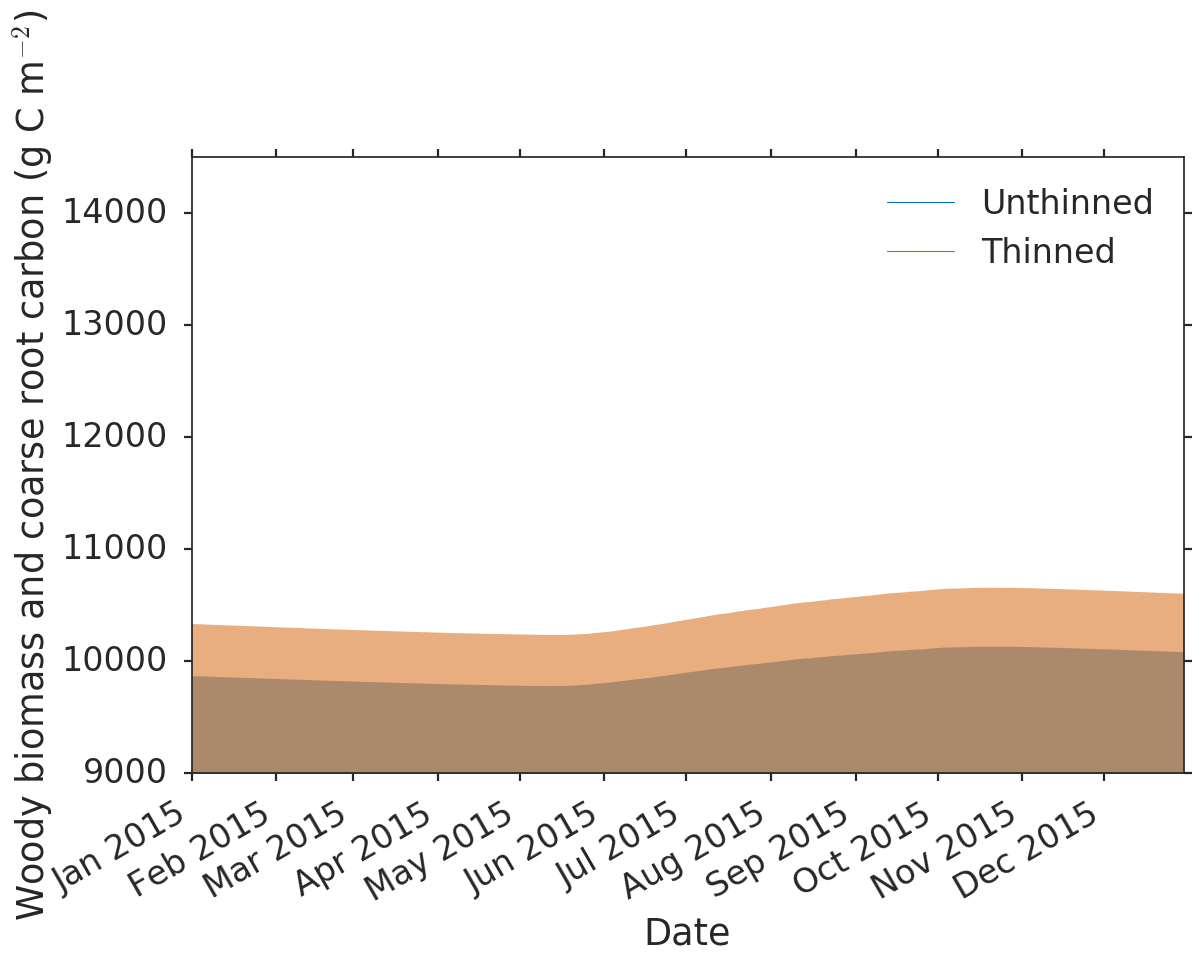 Woody biomass and coarse root carbon (g C m⁻²)
Unthinned
Thinned
14000
13000
12000
11000
10000
9000
Jan 2015
Feb 2015
Mar 2015
Apr 2015
May 2015
Jun 2015
Jul 2015
Aug 2015
Sep 2015
Oct 2015
Nov 2015
Dec 2015
Date